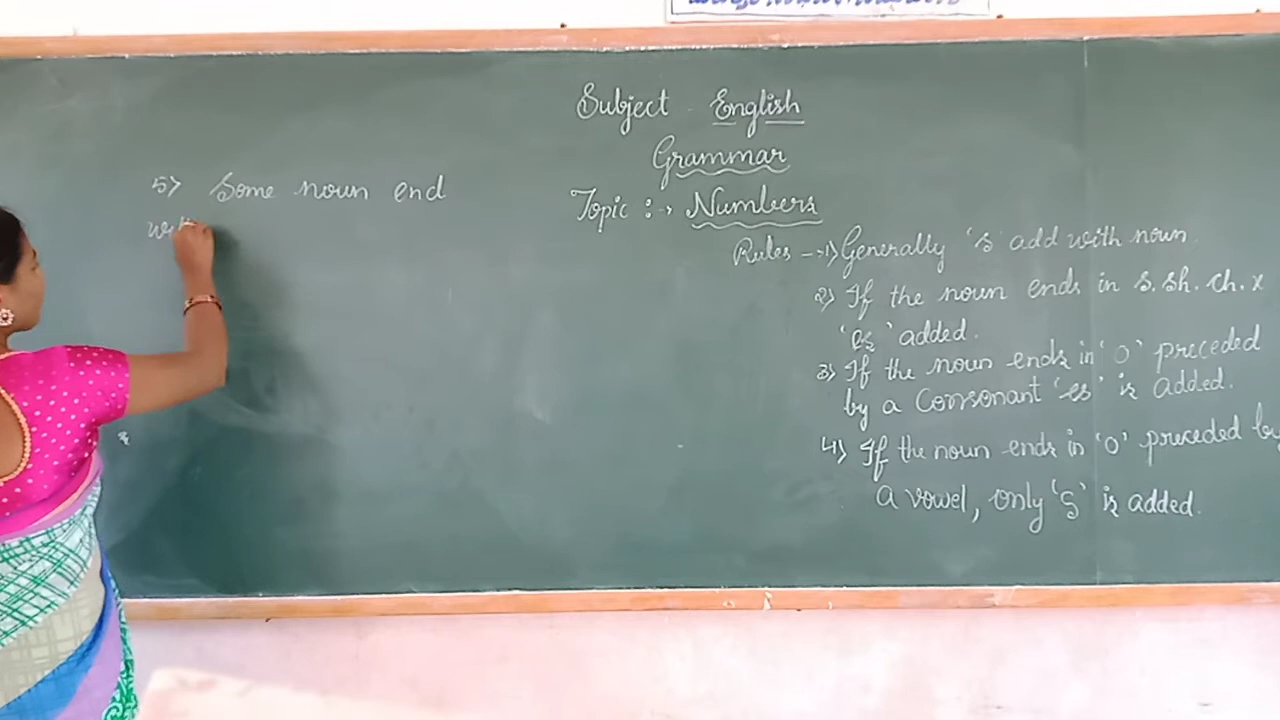 Subject - English
Grammar
Topic :→ Numbers
Rules -→1) Generally 's' add with noun.
2) If the noun ends in s. sh. ch. x
'es' added.
3) If the noun ends in 'o' preceded
by a Consonant 'es' is added.
4) If the noun ends in 'o' preceded by
a vowel, only 's' is added.
5) Some noun end